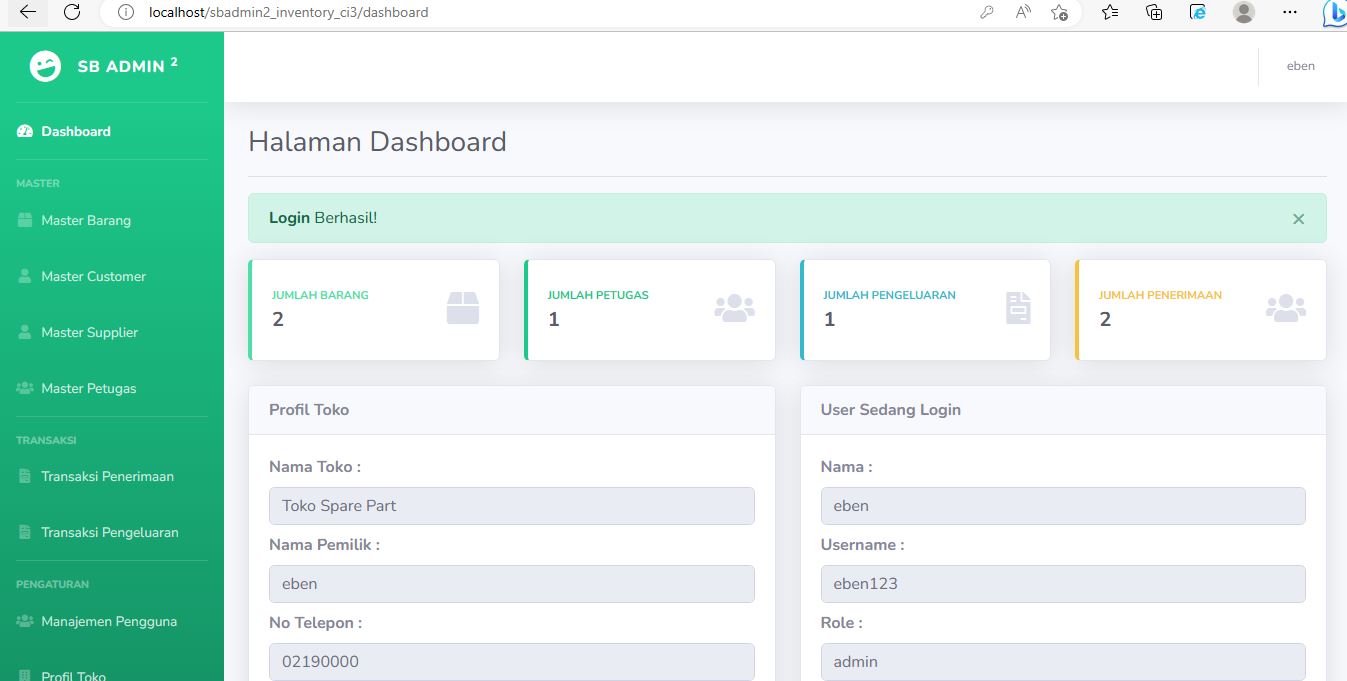 localhost/sbadmin2_inventory_ci3/dashboard
SB ADMIN 2
eben
Dashboard
MASTER
Master Barang
Master Customer
Master Supplier
Master Petugas
TRANSAKSI
Transaksi Penerimaan
Transaksi Pengeluaran
PENGATURAN
Manajemen Pengguna
Profil Toko
Halaman Dashboard
Login Berhasil!
×
JUMLAH BARANG
2
JUMLAH PETUGAS
1
JUMLAH PENGELUARAN
1
JUMLAH PENERIMAAN
2
Profil Toko
Nama Toko :
Toko Spare Part
Nama Pemilik :
eben
No Telepon :
02190000
User Sedang Login
Nama :
eben
Username :
eben123
Role :
admin